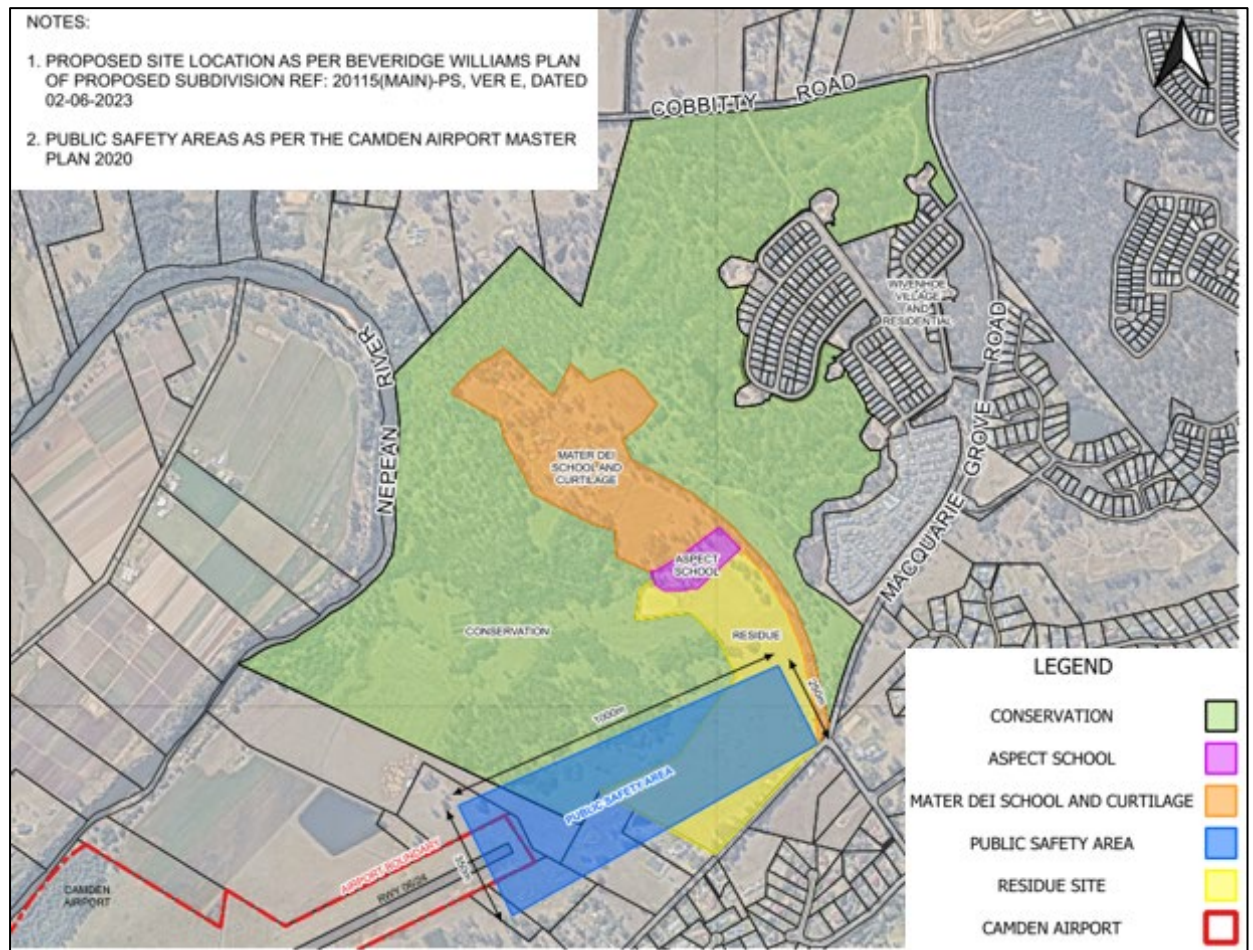 NOTES:
1. PROPOSED SITE LOCATION AS PER BEVERIDGE WILLIAMS PLAN
OF PROPOSED SUBDIVISION REF: 20115(MAIN)-PS, VER E, DATED
02-06-2023
2. PUBLIC SAFETY AREAS AS PER THE CAMDEN AIRPORT MASTER
PLAN 2020
COBBITTY ROAD
WIVENHOE
VILLAGE
AND
RESIDENTIAL
NEPEAN RIVER
MACQUARIE GROVE ROAD
MATER DEI
SCHOOL AND
CURTILAGE
ASPECT
SCHOOL
CONSERVATION
RESIDUE
1000m
250m
PUBLIC SAFETY AREA
350m
AIRPORT BOUNDARY
RWY 06/24
CAMDEN
AIRPORT
LEGEND
CONSERVATION
ASPECT SCHOOL
MATER DEI SCHOOL AND CURTILAGE
PUBLIC SAFETY AREA
RESIDUE SITE
CAMDEN AIRPORT